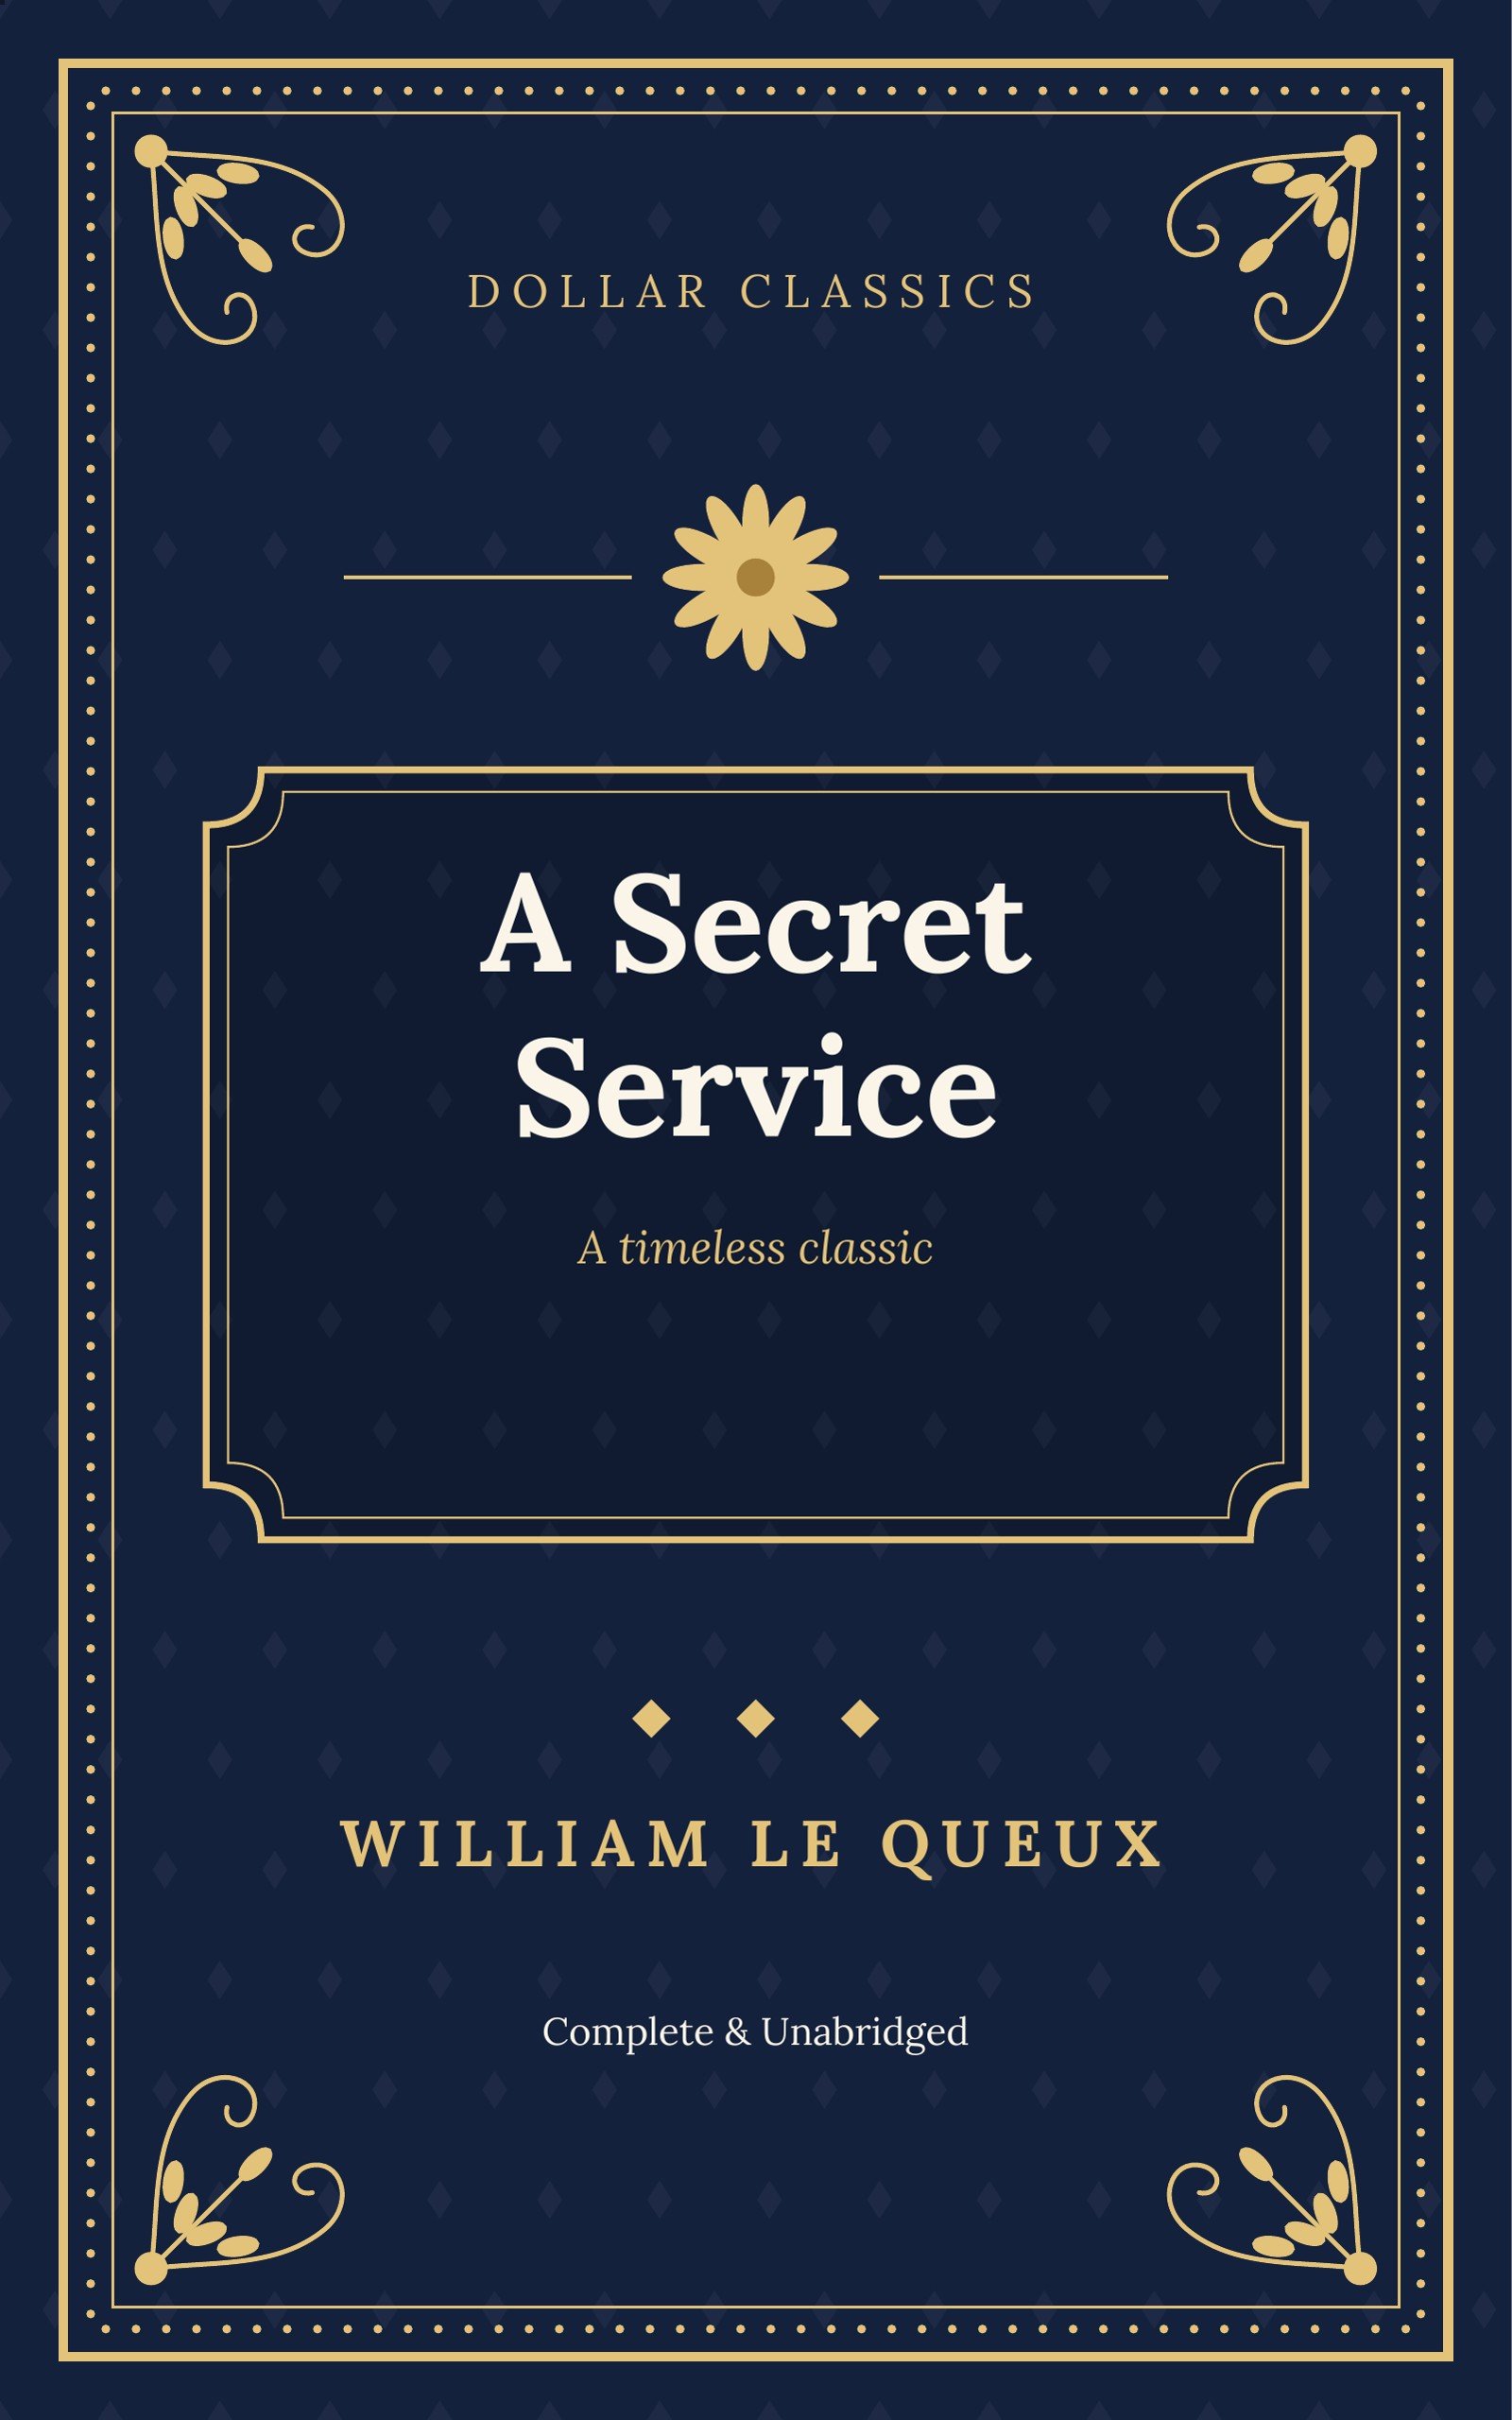 DOLLAR CLASSICS
A Secret
Service
A timeless classic
WILLIAM LE QUEUX
Complete & Unabridged